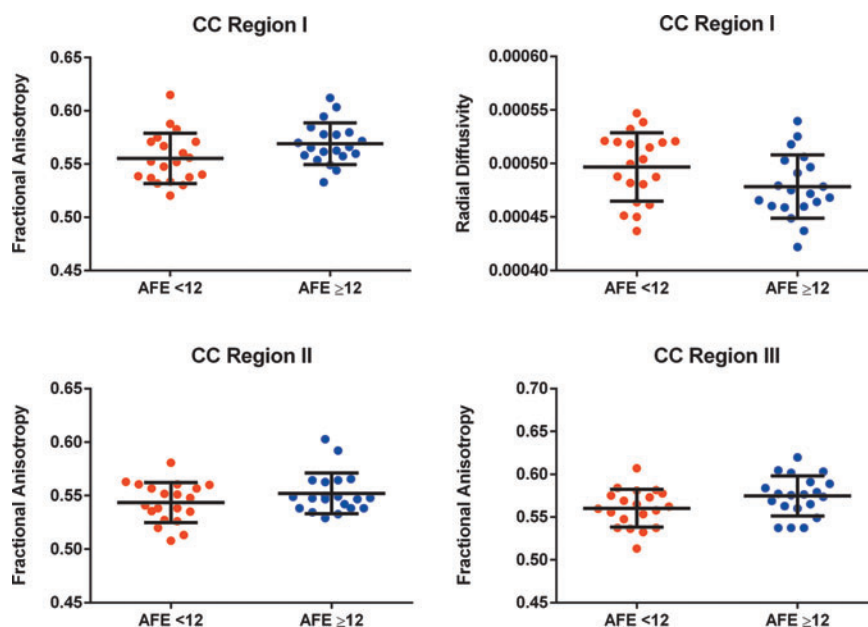 CC Region I
Fractional Anisotropy
0.65
0.60
0.55
0.50
0.45
AFE <12
AFE ≥12
CC Region I
Radial Diffusivity
0.00060
0.00055
0.00050
0.00045
0.00040
AFE <12
AFE ≥12
CC Region II
Fractional Anisotropy
0.65
0.60
0.55
0.50
0.45
AFE <12
AFE ≥12
CC Region III
Fractional Anisotropy
0.70
0.65
0.60
0.55
0.50
0.45
AFE <12
AFE ≥12